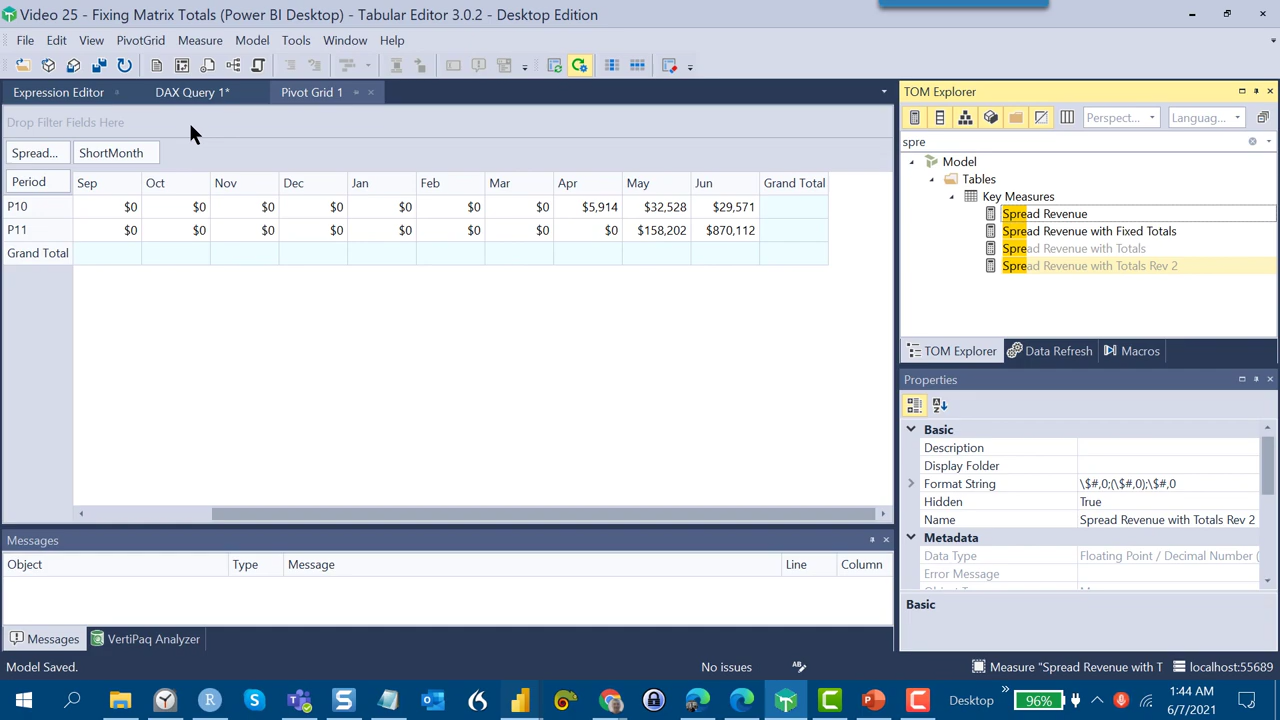 Video 25 - Fixing Matrix Totals (Power BI Desktop) - Tabular Editor 3.0.2 - Desktop Edition
File Edit View PivotGrid Measure Model Tools Window Help
Expression Editor DAX Query 1* Pivot Grid 1
Drop Filter Fields Here
Spread... ShortMonth
Period Sep Oct Nov Dec Jan Feb Mar Apr May Jun Grand Total
P10 $0 $0 $0 $0 $0 $0 $0 $5,914 $32,528 $29,571
P11 $0 $0 $0 $0 $0 $0 $0 $0 $158,202 $870,112
Grand Total
TOM Explorer
Perspect... Languag...
spre
Model
Tables
Key Measures
Spread Revenue
Spread Revenue with Fixed Totals
Spread Revenue with Totals
Spread Revenue with Totals Rev 2
TOM Explorer Data Refresh Macros
Properties
Basic
Description
Display Folder
Format String \$#,0;(\$#,0);\$#,0
Hidden True
Name Spread Revenue with Totals Rev 2
Metadata
Data Type Floating Point / Decimal Number (
Error Message
Basic
Messages
Object Type Message Line Column
Messages VertiPaq Analyzer
Model Saved. No issues Measure "Spread Revenue with T localhost:55689
Desktop 96% 1:44 AM
6/7/2021